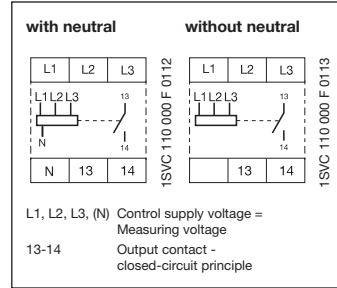 with neutral
without neutral
L1 L2 L3
L1 L2 L3
13
N
14
N 13 14
1SVC 110 000 F 0112
L1 L2 L3
L1 L2 L3
13
14
13 14
1SVC 110 000 F 0113
L1, L2, L3, (N) Control supply voltage =
Measuring voltage
13-14 Output contact -
closed-circuit principle